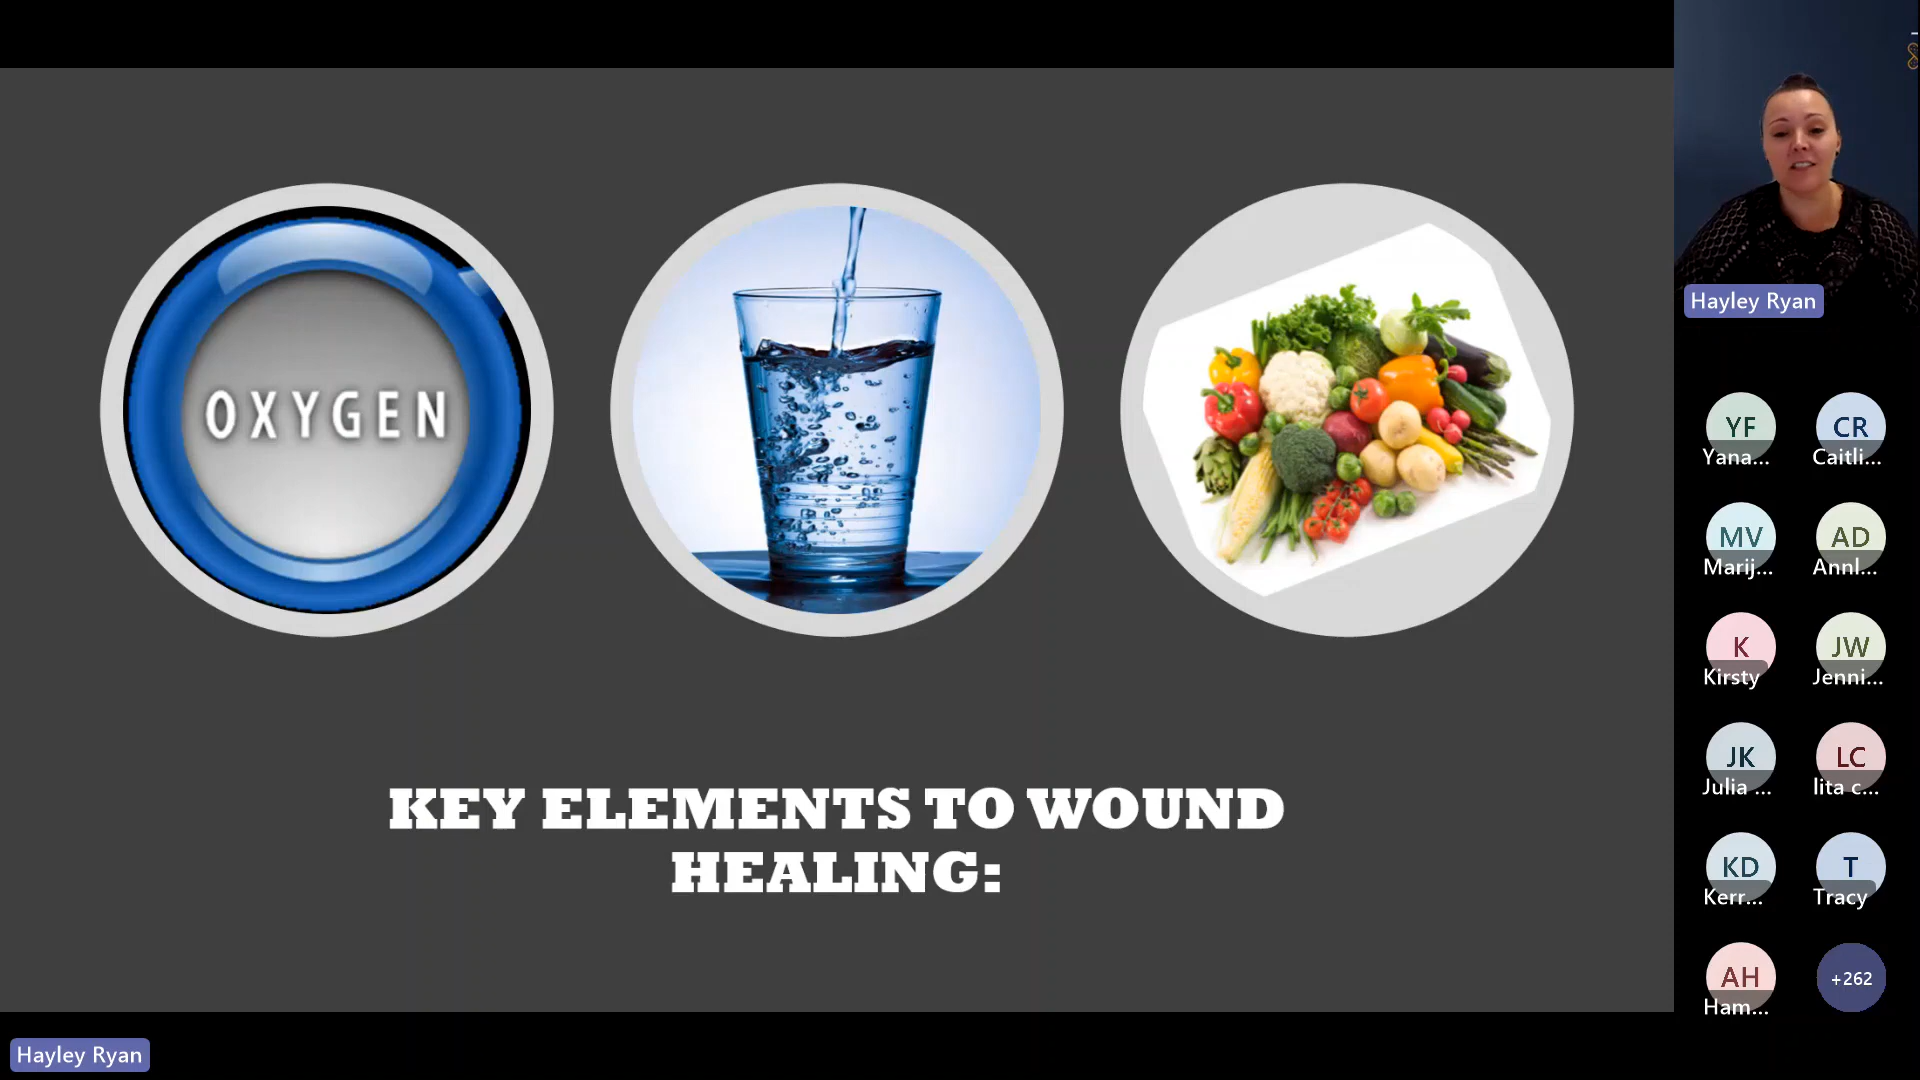 OXYGEN
KEY ELEMENTS TO WOUND
HEALING:
Hayley Ryan
Hayley Ryan
YF
Yana...
CR
Caitli...
MV
Marij...
AD
Annl...
K
Kirsty
JW
Jenni...
JK
Julia ...
LC
lita c...
KD
Kerr...
T
Tracy
AH
Ham...
+262